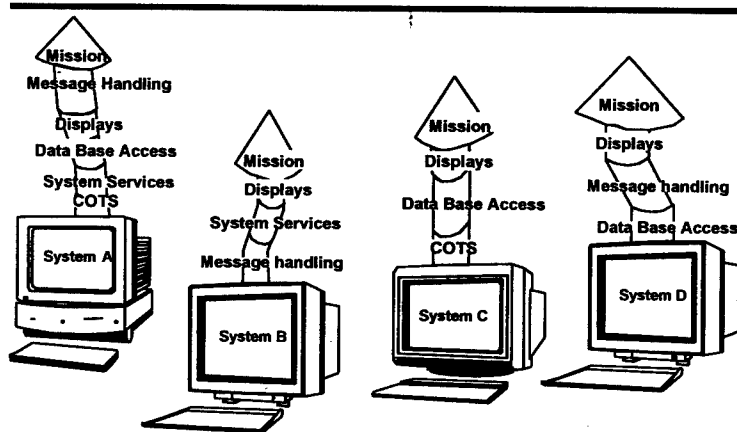 Mission
Message Handling
Displays
Data Base Access
System Services
COTS
System A
Mission
Displays
System Services
Message handling
System B
Mission
Displays
Data Base Access
COTS
System C
Mission
Displays
Message handling
Data Base Access
System D